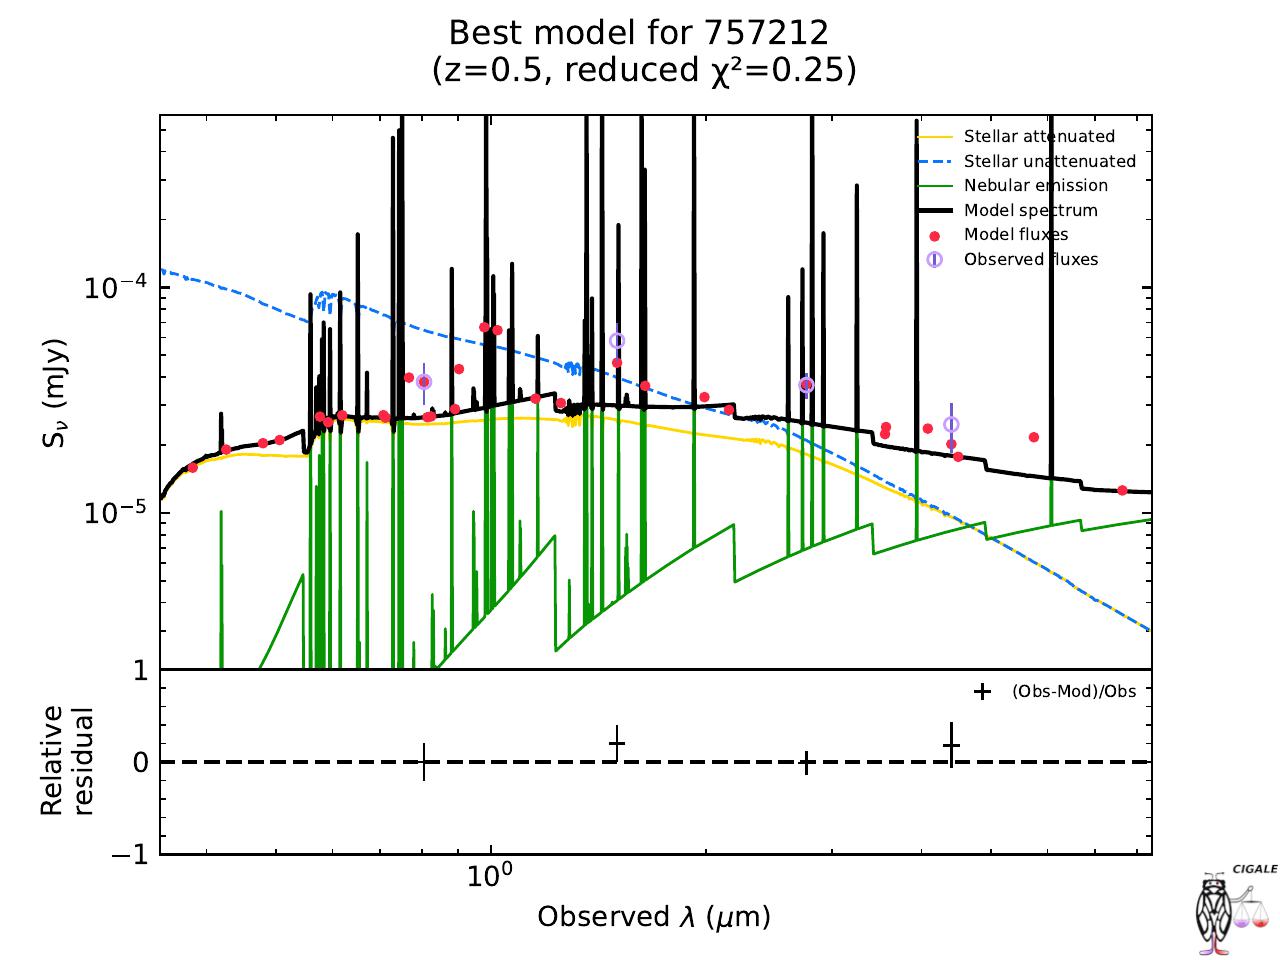 Best model for 757212
(z=0.5, reduced χ²=0.25)
Stellar attenuated
Stellar unattenuated
Nebular emission
Model spectrum
Model fluxes
Observed fluxes
10⁻⁴
10⁻⁵
S_ν (mJy)
1
0
−1
Relative
residual
(Obs-Mod)/Obs
10⁰
Observed λ (μm)
CIGALE